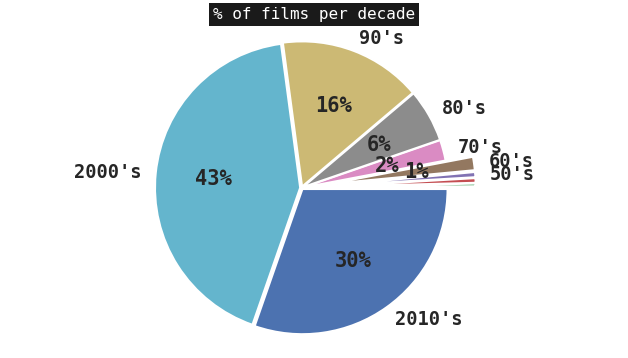 % of films per decade
90's
16%
80's
6%
70's
2%
60's
1%
50's
2000's
43%
30%
2010's